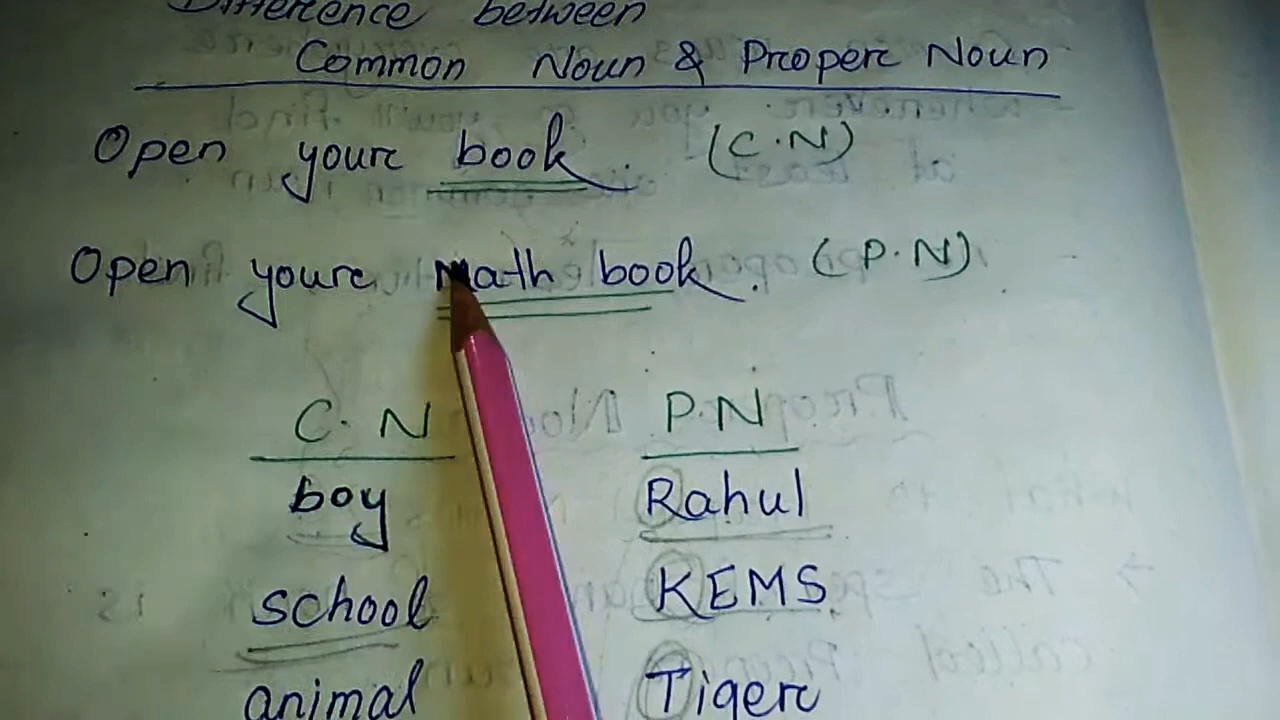 Difference between
Common Noun & Proper Noun
Open your book. (C.N)
Open your math book. (P.N)
C.N P.N
boy Rahul
school KEMS
animal Tiger